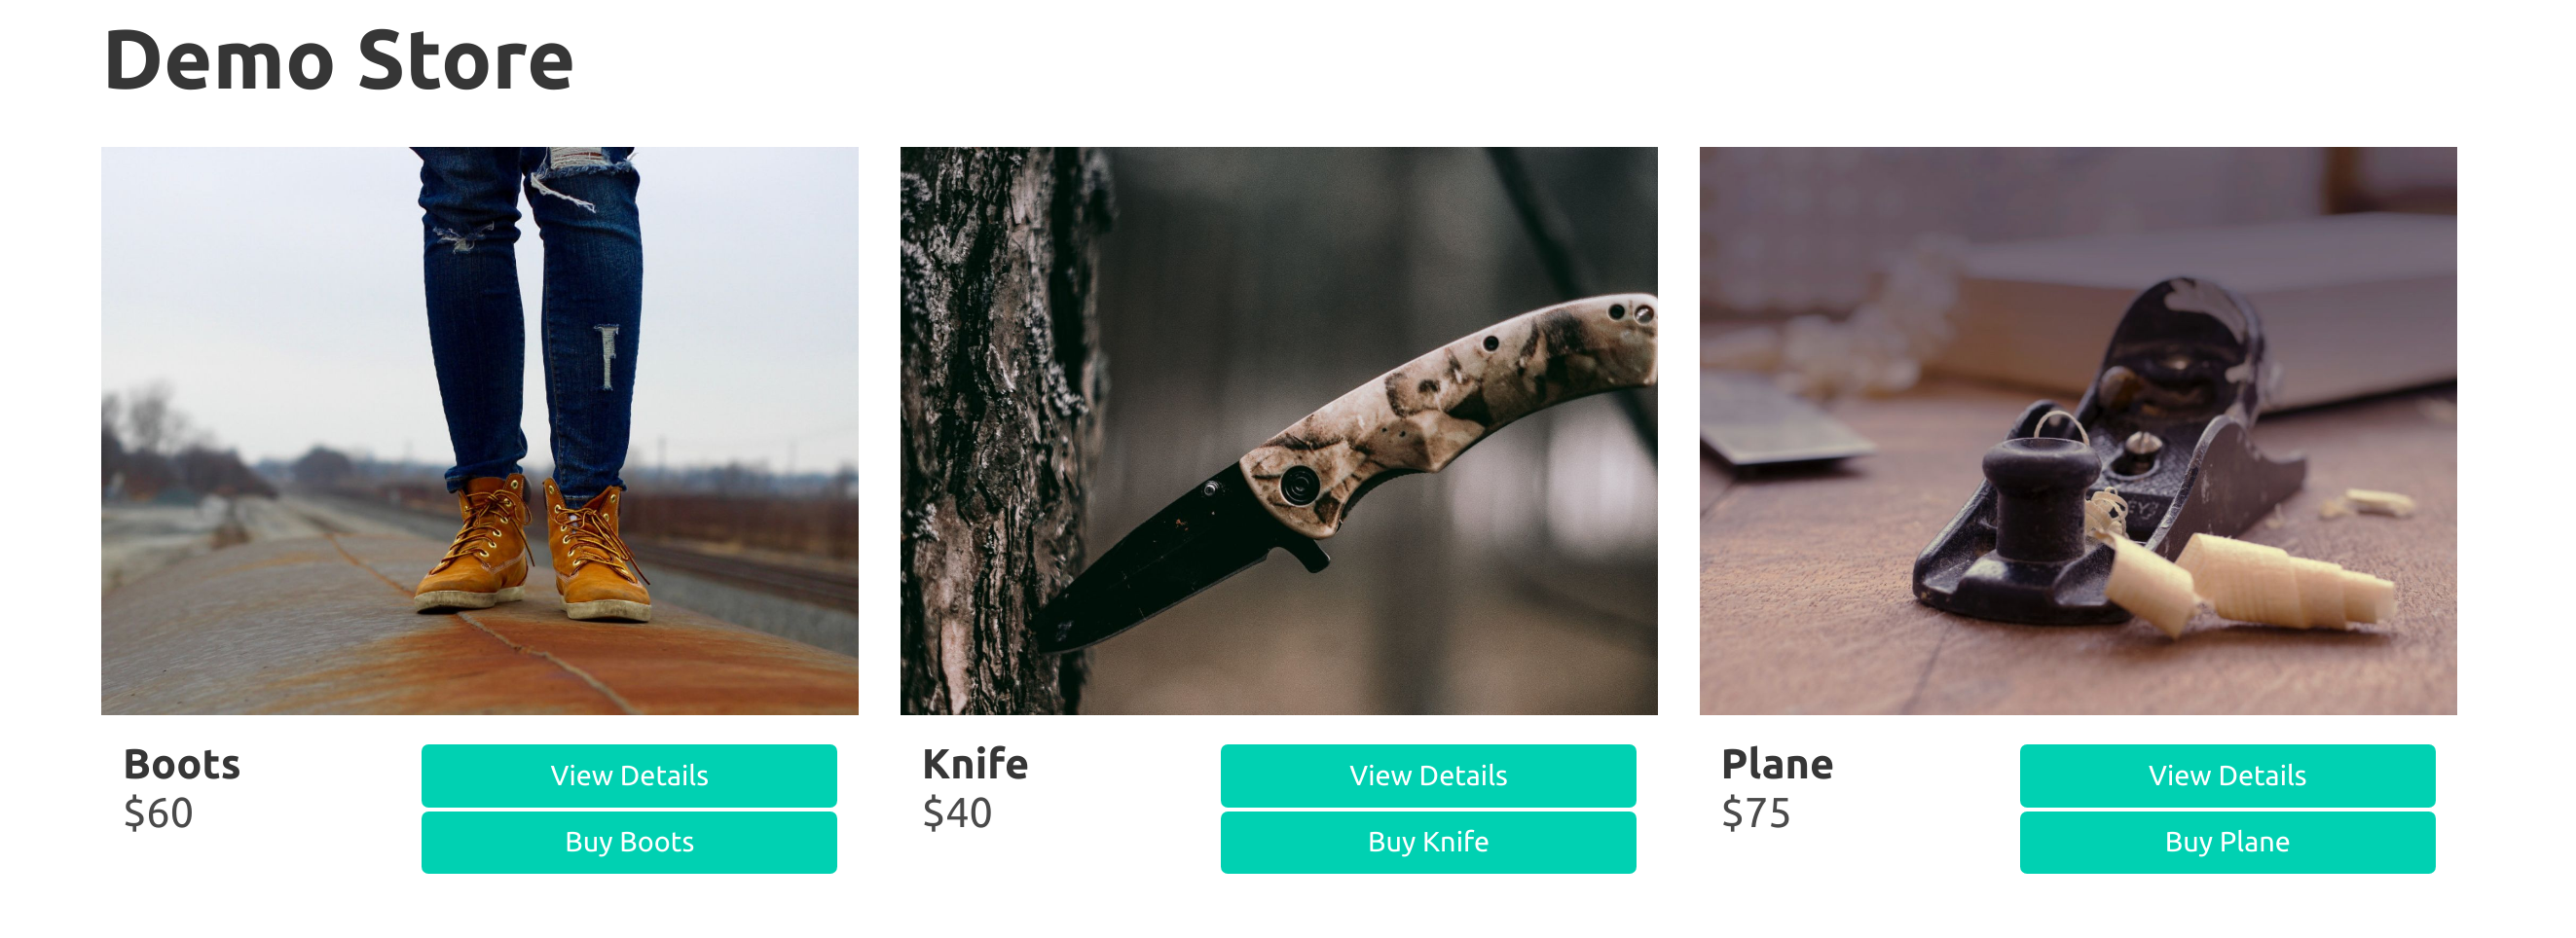 Demo Store
Boots
$60
View Details
Buy Boots
Knife
$40
View Details
Buy Knife
Plane
$75
View Details
Buy Plane